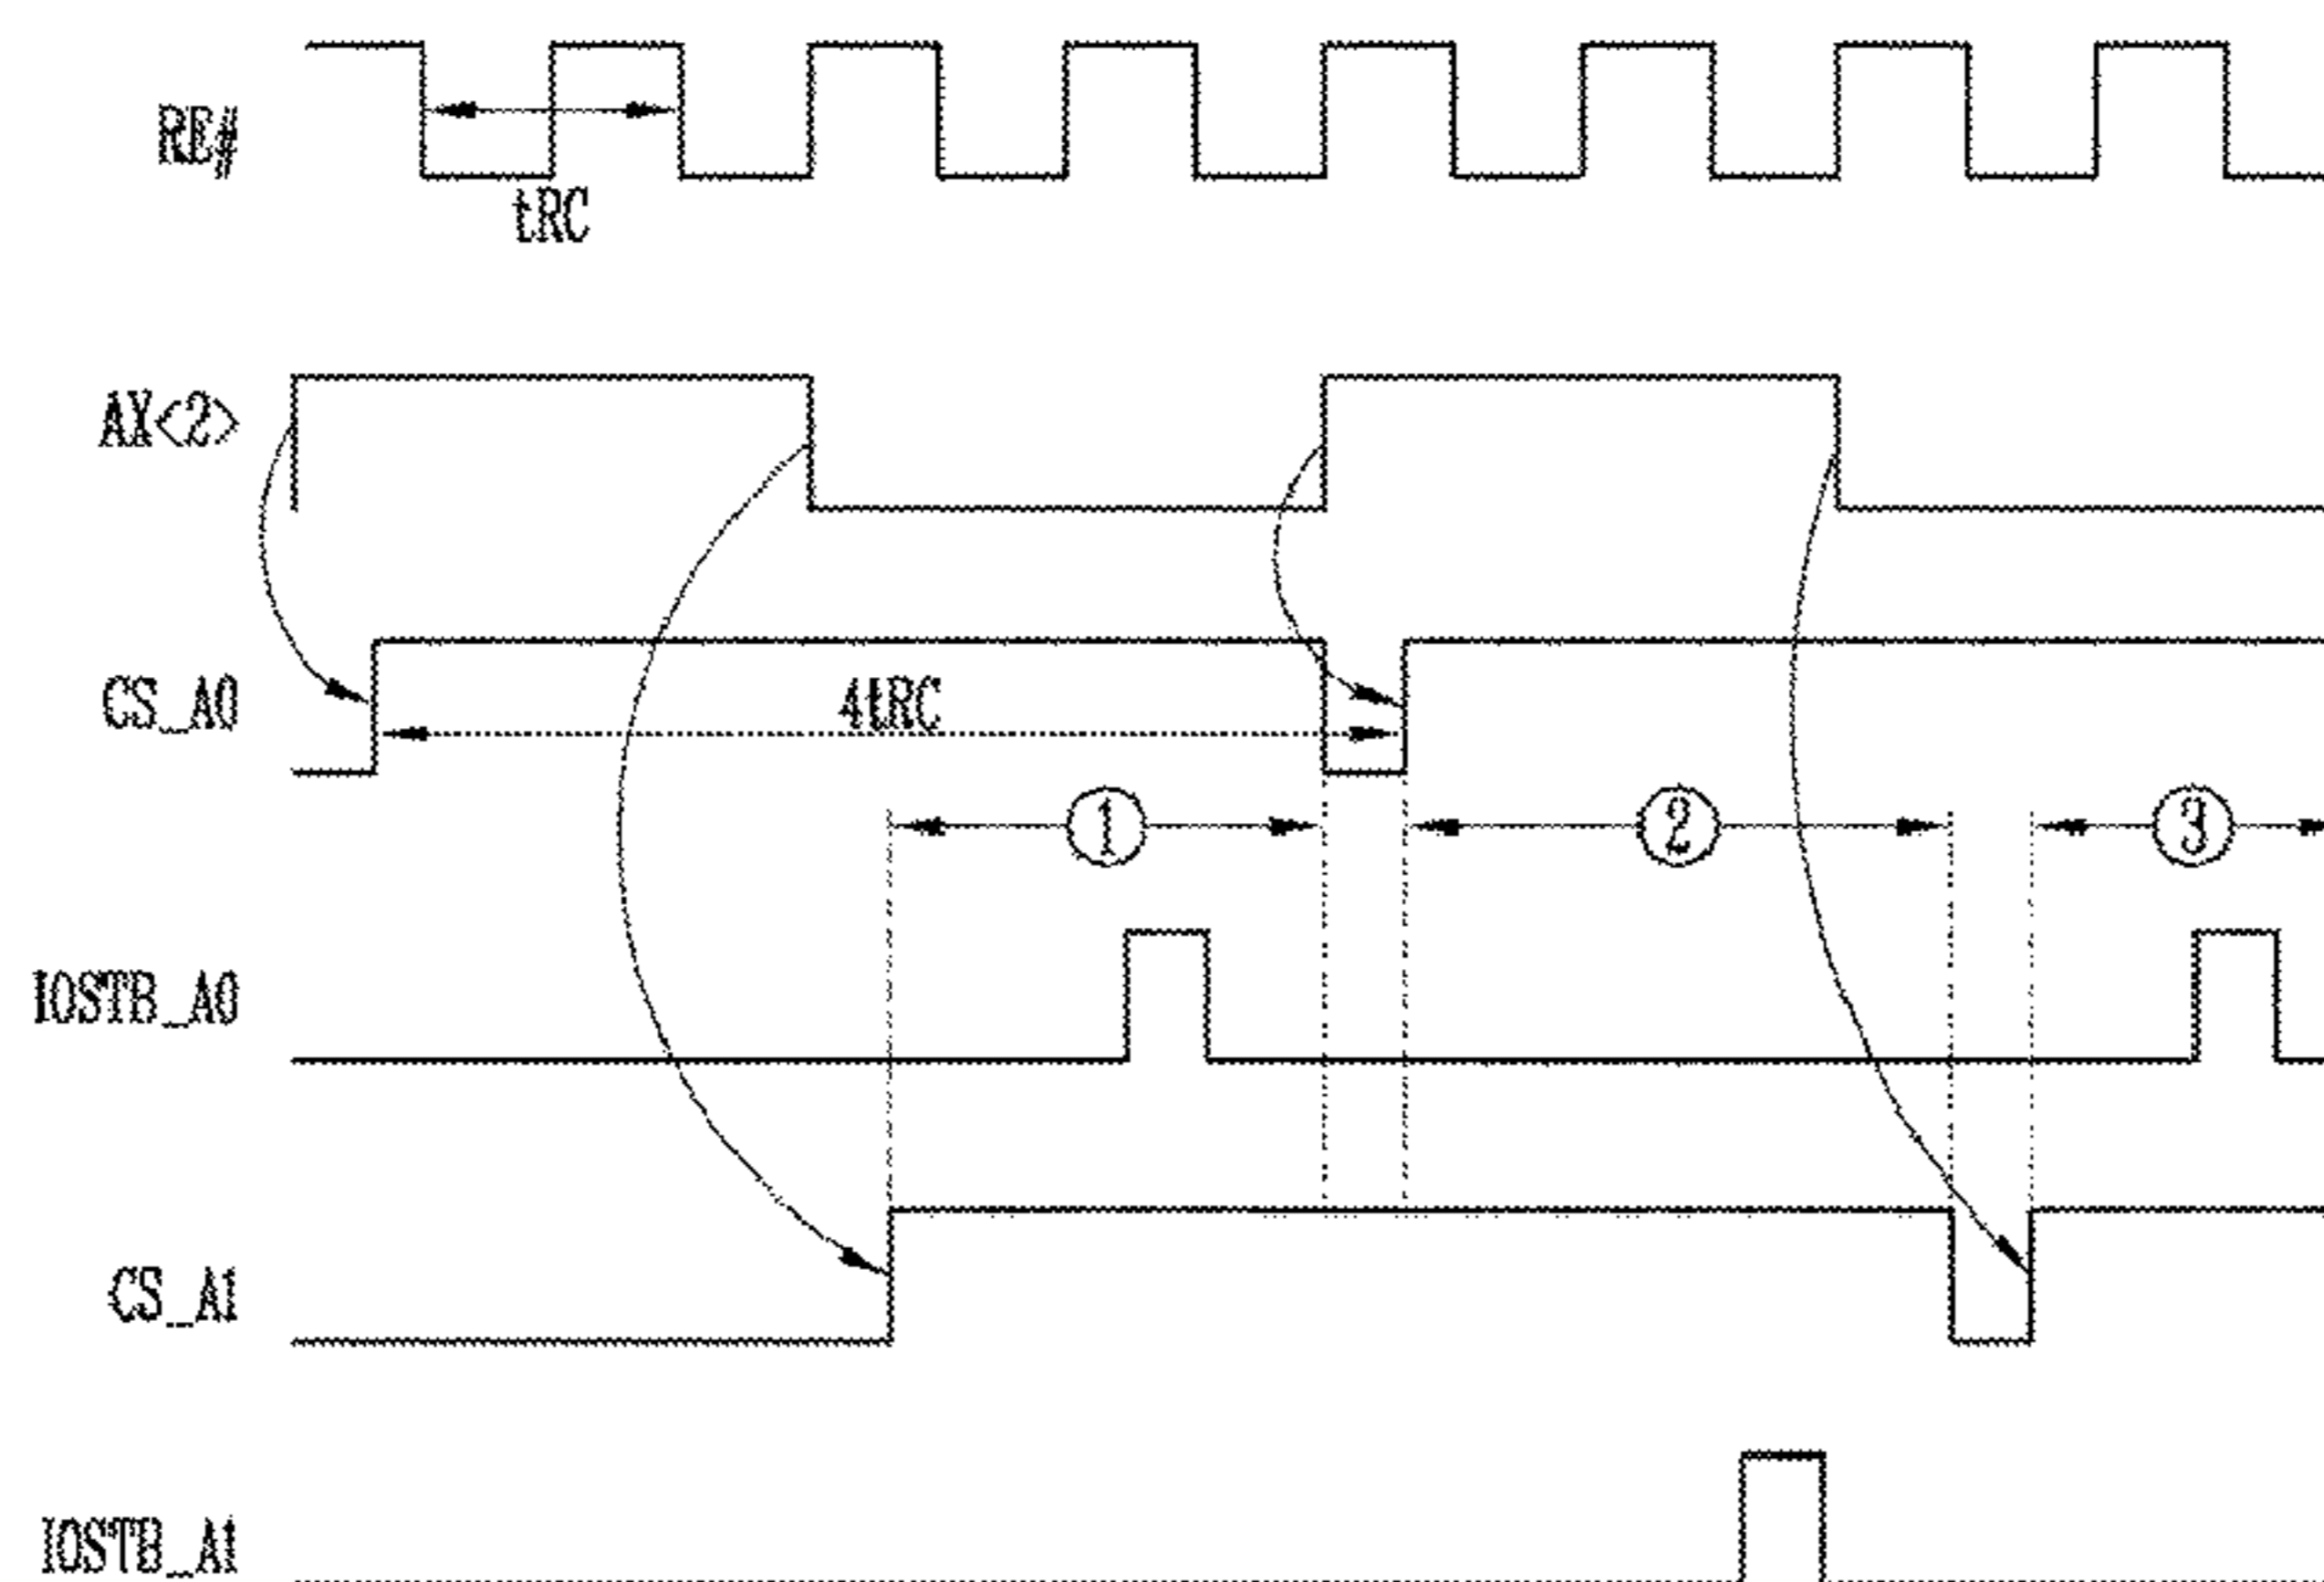 RE#
tRC
AX<2>
CS_A0
4tRC
① ② ③
IOSTB_A0
CS_A1
IOSTB_A1